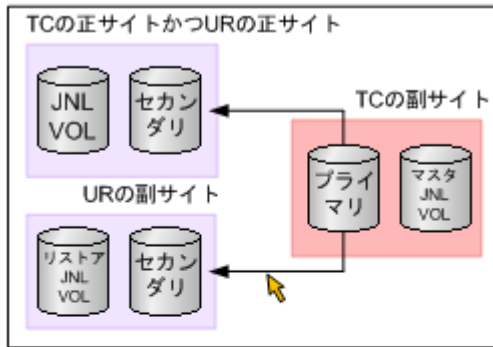 TCの正サイトかつURの正サイト
JNL
VOL
セカン
ダリ
TCの副サイト
プライ
マリ
マスタ
JNL
VOL
URの副サイト
リストア
JNL
VOL
セカン
ダリ